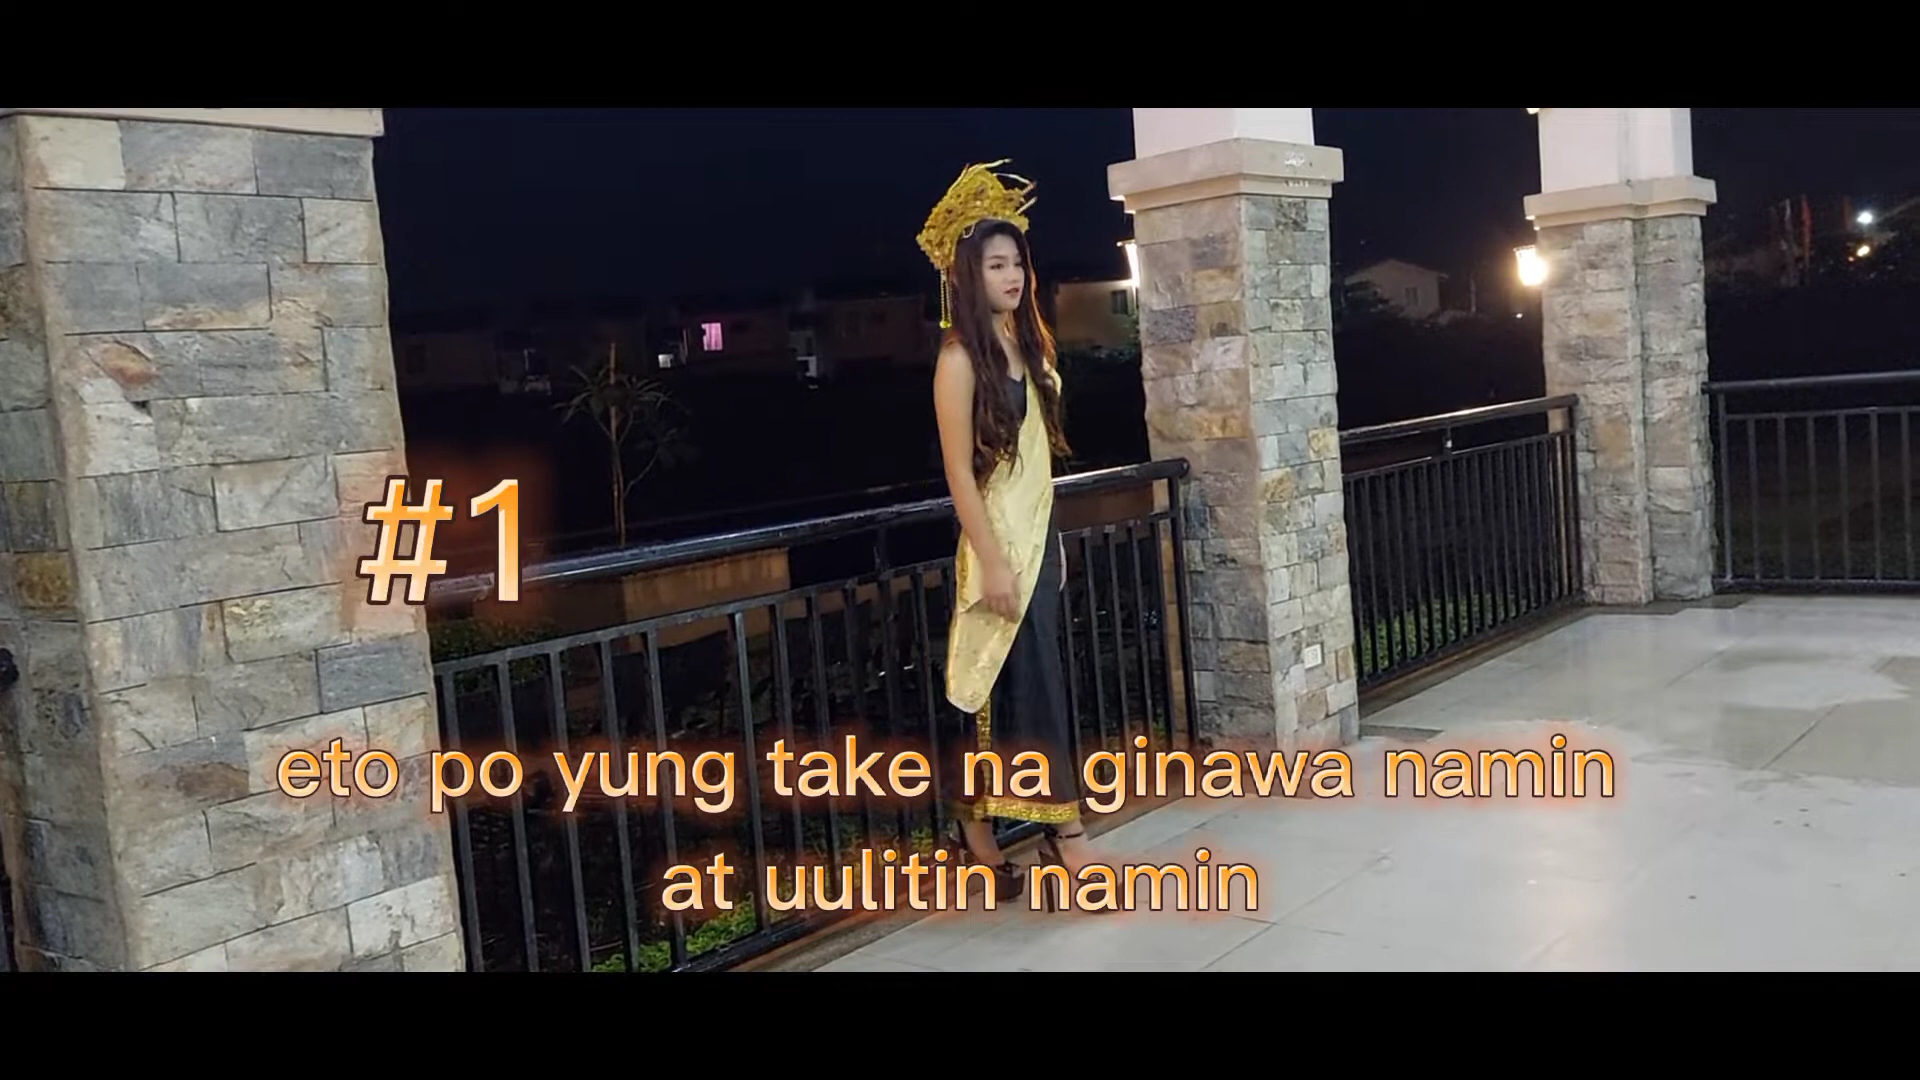 #1
eto po yung take na ginawa namin
at uulitin namin